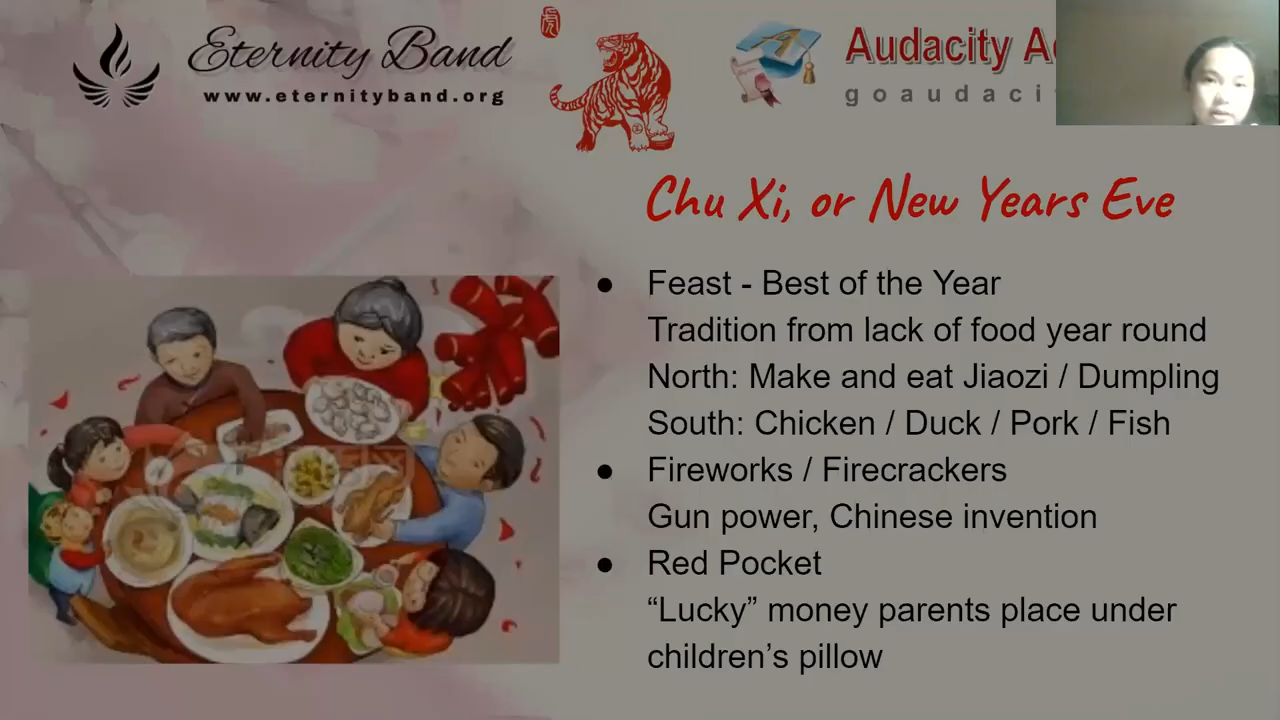 虎
Eternity Band
www.eternityband.org
Audacity
goaudaci
Chu Xi, or New Years Eve
● Feast - Best of the Year
Tradition from lack of food year round
North: Make and eat Jiaozi / Dumpling
South: Chicken / Duck / Pork / Fish
● Fireworks / Firecrackers
Gun power, Chinese invention
● Red Pocket
“Lucky” money parents place under
children’s pillow